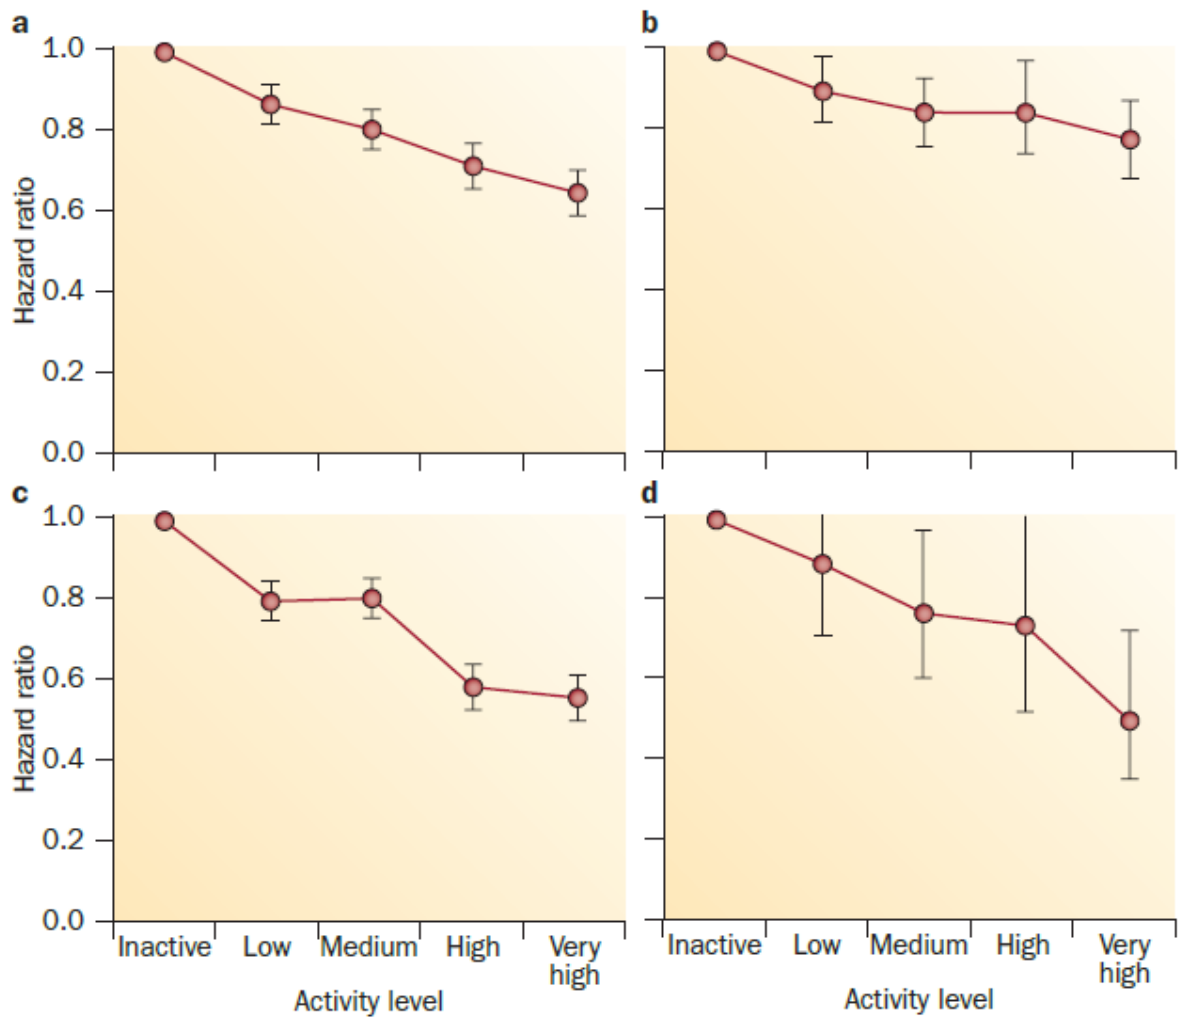 a
b
1.0
0.8
0.6
0.4
0.2
0.0
Hazard ratio
c
d
1.0
0.8
0.6
0.4
0.2
0.0
Hazard ratio
Inactive Low Medium High Very high
Activity level
Inactive Low Medium High Very high
Activity level